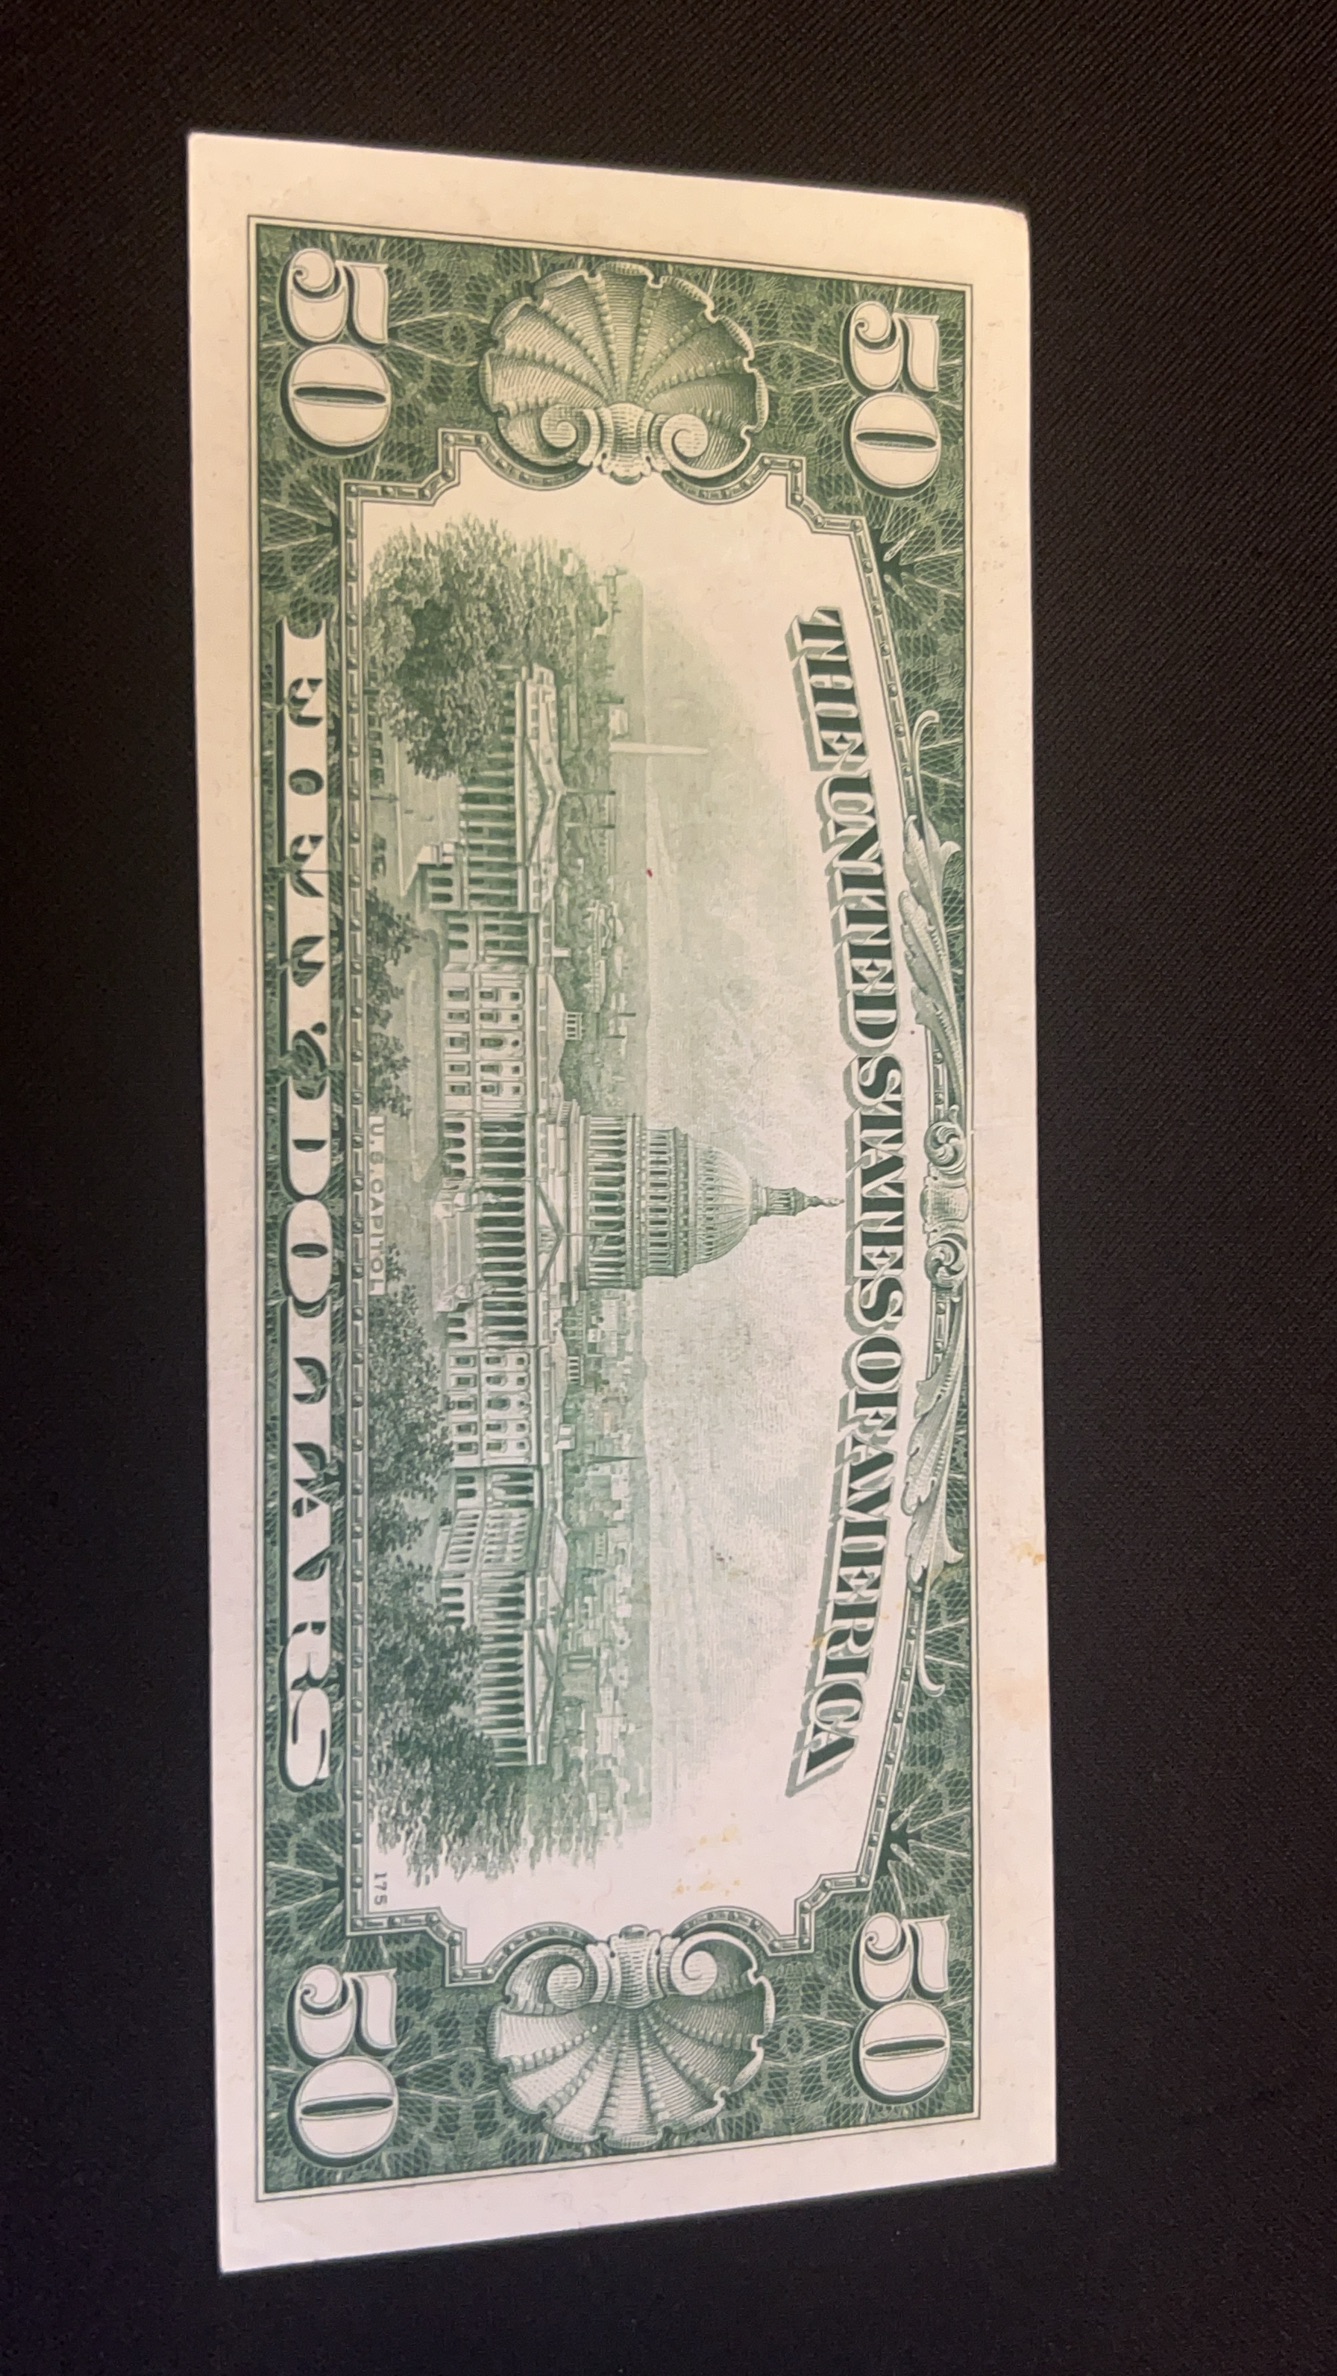 50 50
THE UNITED STATES OF AMERICA
U.S. CAPITOL
175
50 FIFTY DOLLARS 50